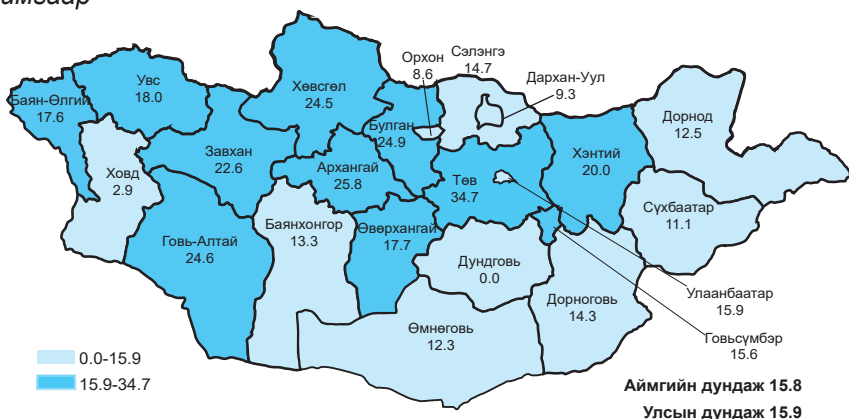 Орхон
8.6
Сэлэнгэ
14.7
Дархан-Уул
9.3
Увс
18.0
Хөвсгөл
24.5
Баян-Өлгий
17.6
Булган
24.9
Дорнод
12.5
Завхан
22.6
Архангай
25.8
Хэнтий
20.0
Ховд
2.9
Төв
34.7
Сүхбаатар
11.1
Говь-Алтай
24.6
Баянхонгор
13.3
Өвөрхангай
17.7
Дундговь
0.0
Улаанбаатар
15.9
Дорноговь
14.3
Өмнөговь
12.3
Говьсүмбэр
15.6
0.0-15.9
15.9-34.7
Аймгийн дундаж 15.8
Улсын дундаж 15.9